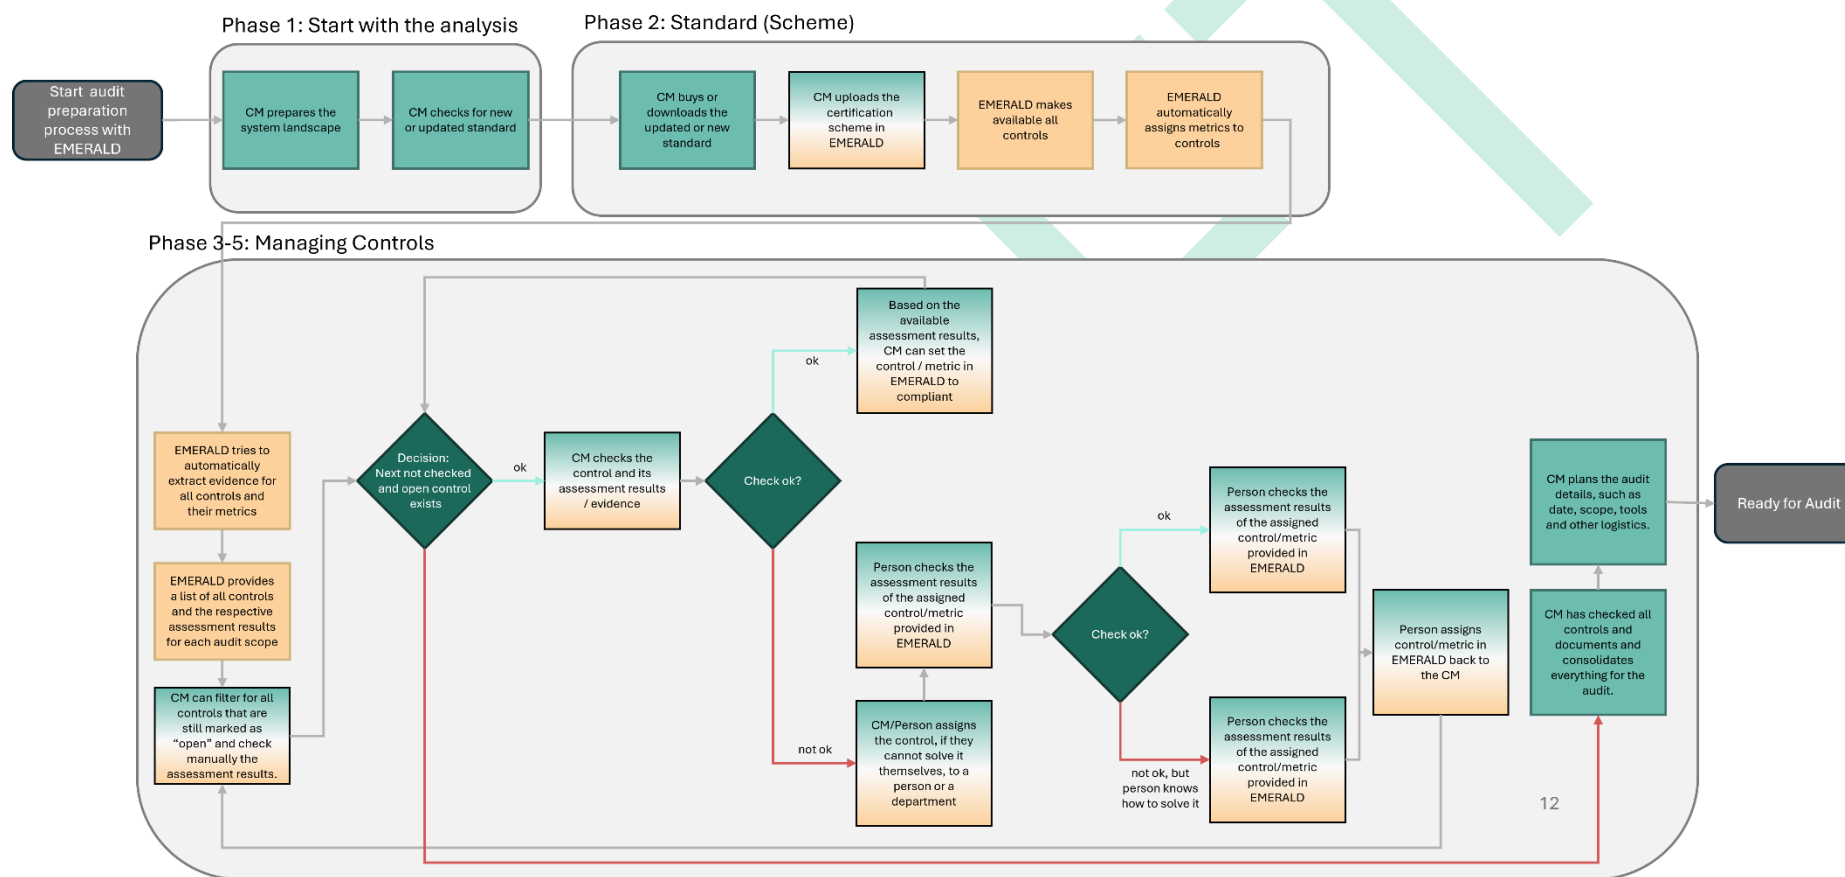 Phase 1: Start with the analysis
Phase 2: Standard (Scheme)
Start audit
preparation
process with
EMERALD
CM prepares the
system landscape
CM checks for new
or updated standard
CM buys or
downloads the
updated or new
standard
CM uploads the
certification
scheme in
EMERALD
EMERALD makes
available all
controls
EMERALD
automatically
assigns metrics to
controls
Phase 3-5: Managing Controls
EMERALD tries to
automatically
extract evidence for
all controls and
their metrics
EMERALD provides
a list of all controls
and the respective
assessment results
for each audit scope
CM can filter for all
controls that are
still marked as
“open” and check
manually the
assessment results.
Decision:
Next not checked
and open control
exists
ok
CM checks the
control and its
assessment results
/ evidence
Check ok?
ok
Based on the
available
assessment results,
CM can set the
control / metric in
EMERALD to
compliant
not ok
CM/Person assigns
the control, if they
cannot solve it
themselves, to a
person or a
department
Person checks the
assessment results
of the assigned
control/metric
provided in
EMERALD
Check ok?
ok
Person checks the
assessment results
of the assigned
control/metric
provided in
EMERALD
not ok, but
person knows
how to solve it
Person checks the
assessment results
of the assigned
control/metric
provided in
EMERALD
Person assigns
control/metric in
EMERALD back to
the CM
CM has checked all
controls and
documents and
consolidates
everything for the
audit.
CM plans the audit
details, such as
date, scope, tools
and other logistics.
Ready for Audit
12